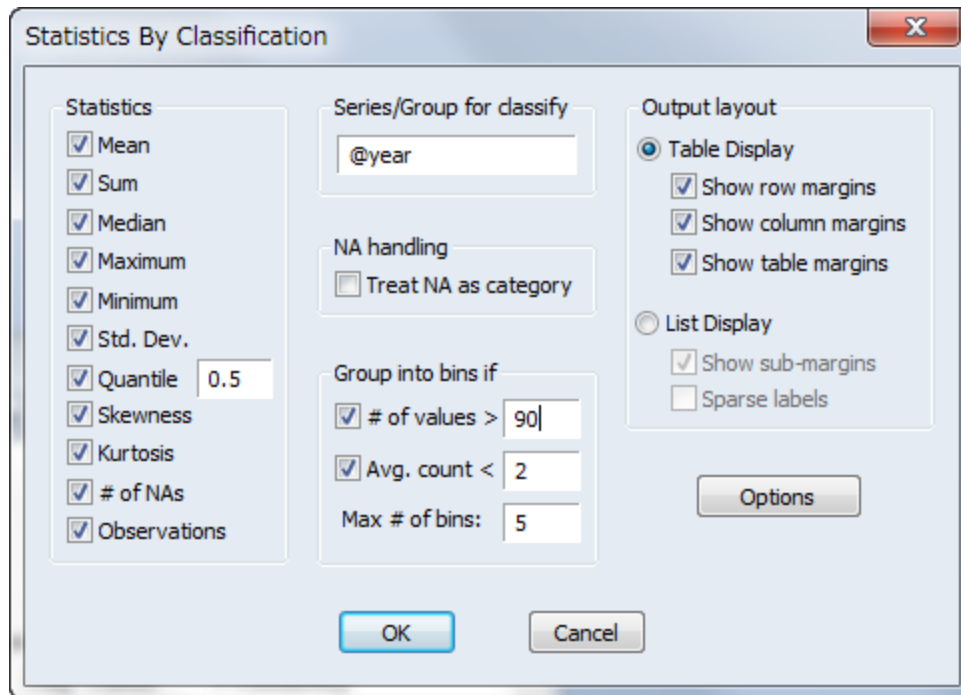 Statistics By Classification
Statistics
Mean
Sum
Median
Maximum
Minimum
Std. Dev.
Quantile 0.5
Skewness
Kurtosis
# of NAs
Observations
Series/Group for classify
@year
NA handling
Treat NA as category
Group into bins if
# of values > 90
Avg. count < 2
Max # of bins: 5
Output layout
Table Display
Show row margins
Show column margins
Show table margins
List Display
Show sub-margins
Sparse labels
Options
OK
Cancel